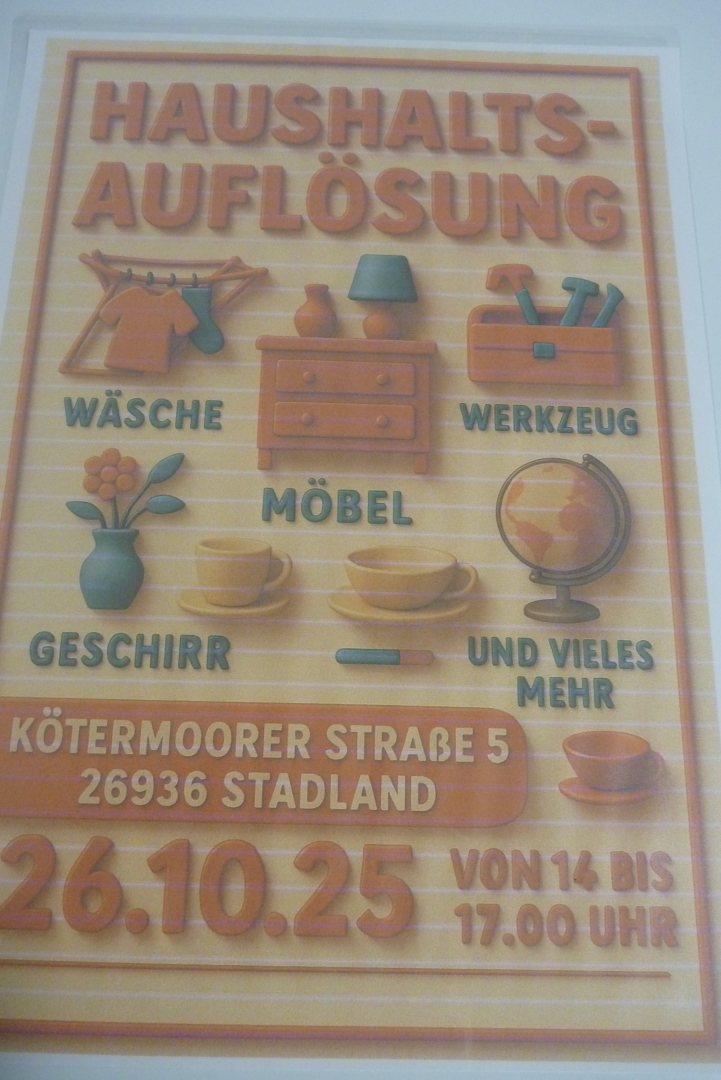 HAUSHALTS-
AUFLÖSUNG
WÄSCHE
WERKZEUG
MÖBEL
GESCHIRR
UND VIELES
MEHR
KÖTERMOORER STRAßE 5
26936 STADLAND
26.10.25
VON 14 BIS
17.00 UHR